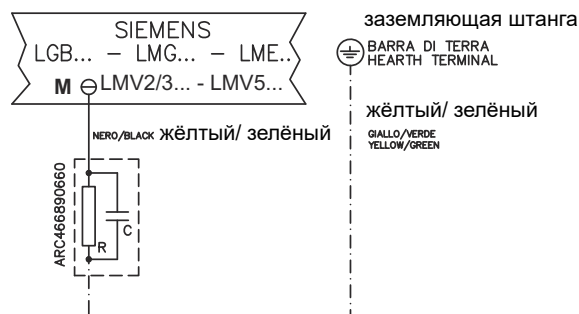 SIEMENS
LGB... – LMG... – LME..
M LMV2/3... - LMV5...
NERO/BLACK жёлтый/ зелёный
ARC466890660
R
C
заземляющая штанга
BARRA DI TERRA
HEARTH TERMINAL
жёлтый/ зелёный
GIALLO/VERDE
YELLOW/GREEN